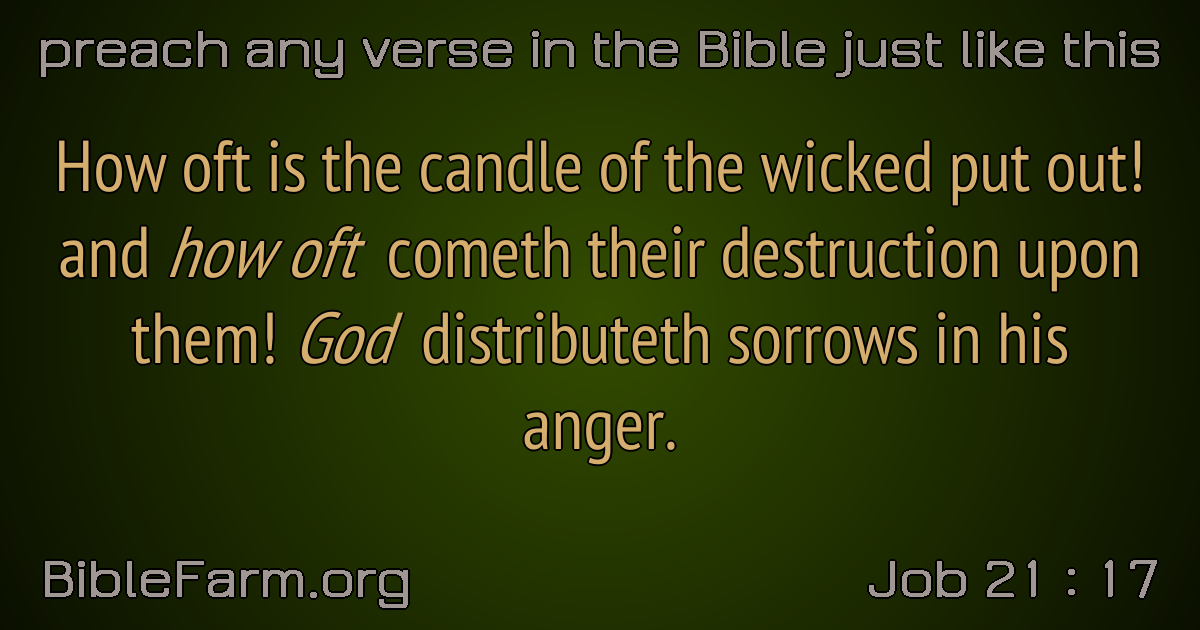 preach any verse in the Bible just like this
How oft is the candle of the wicked put out!
and how oft cometh their destruction upon
them! God distributeth sorrows in his
anger.
BibleFarm.org
Job 21 : 17